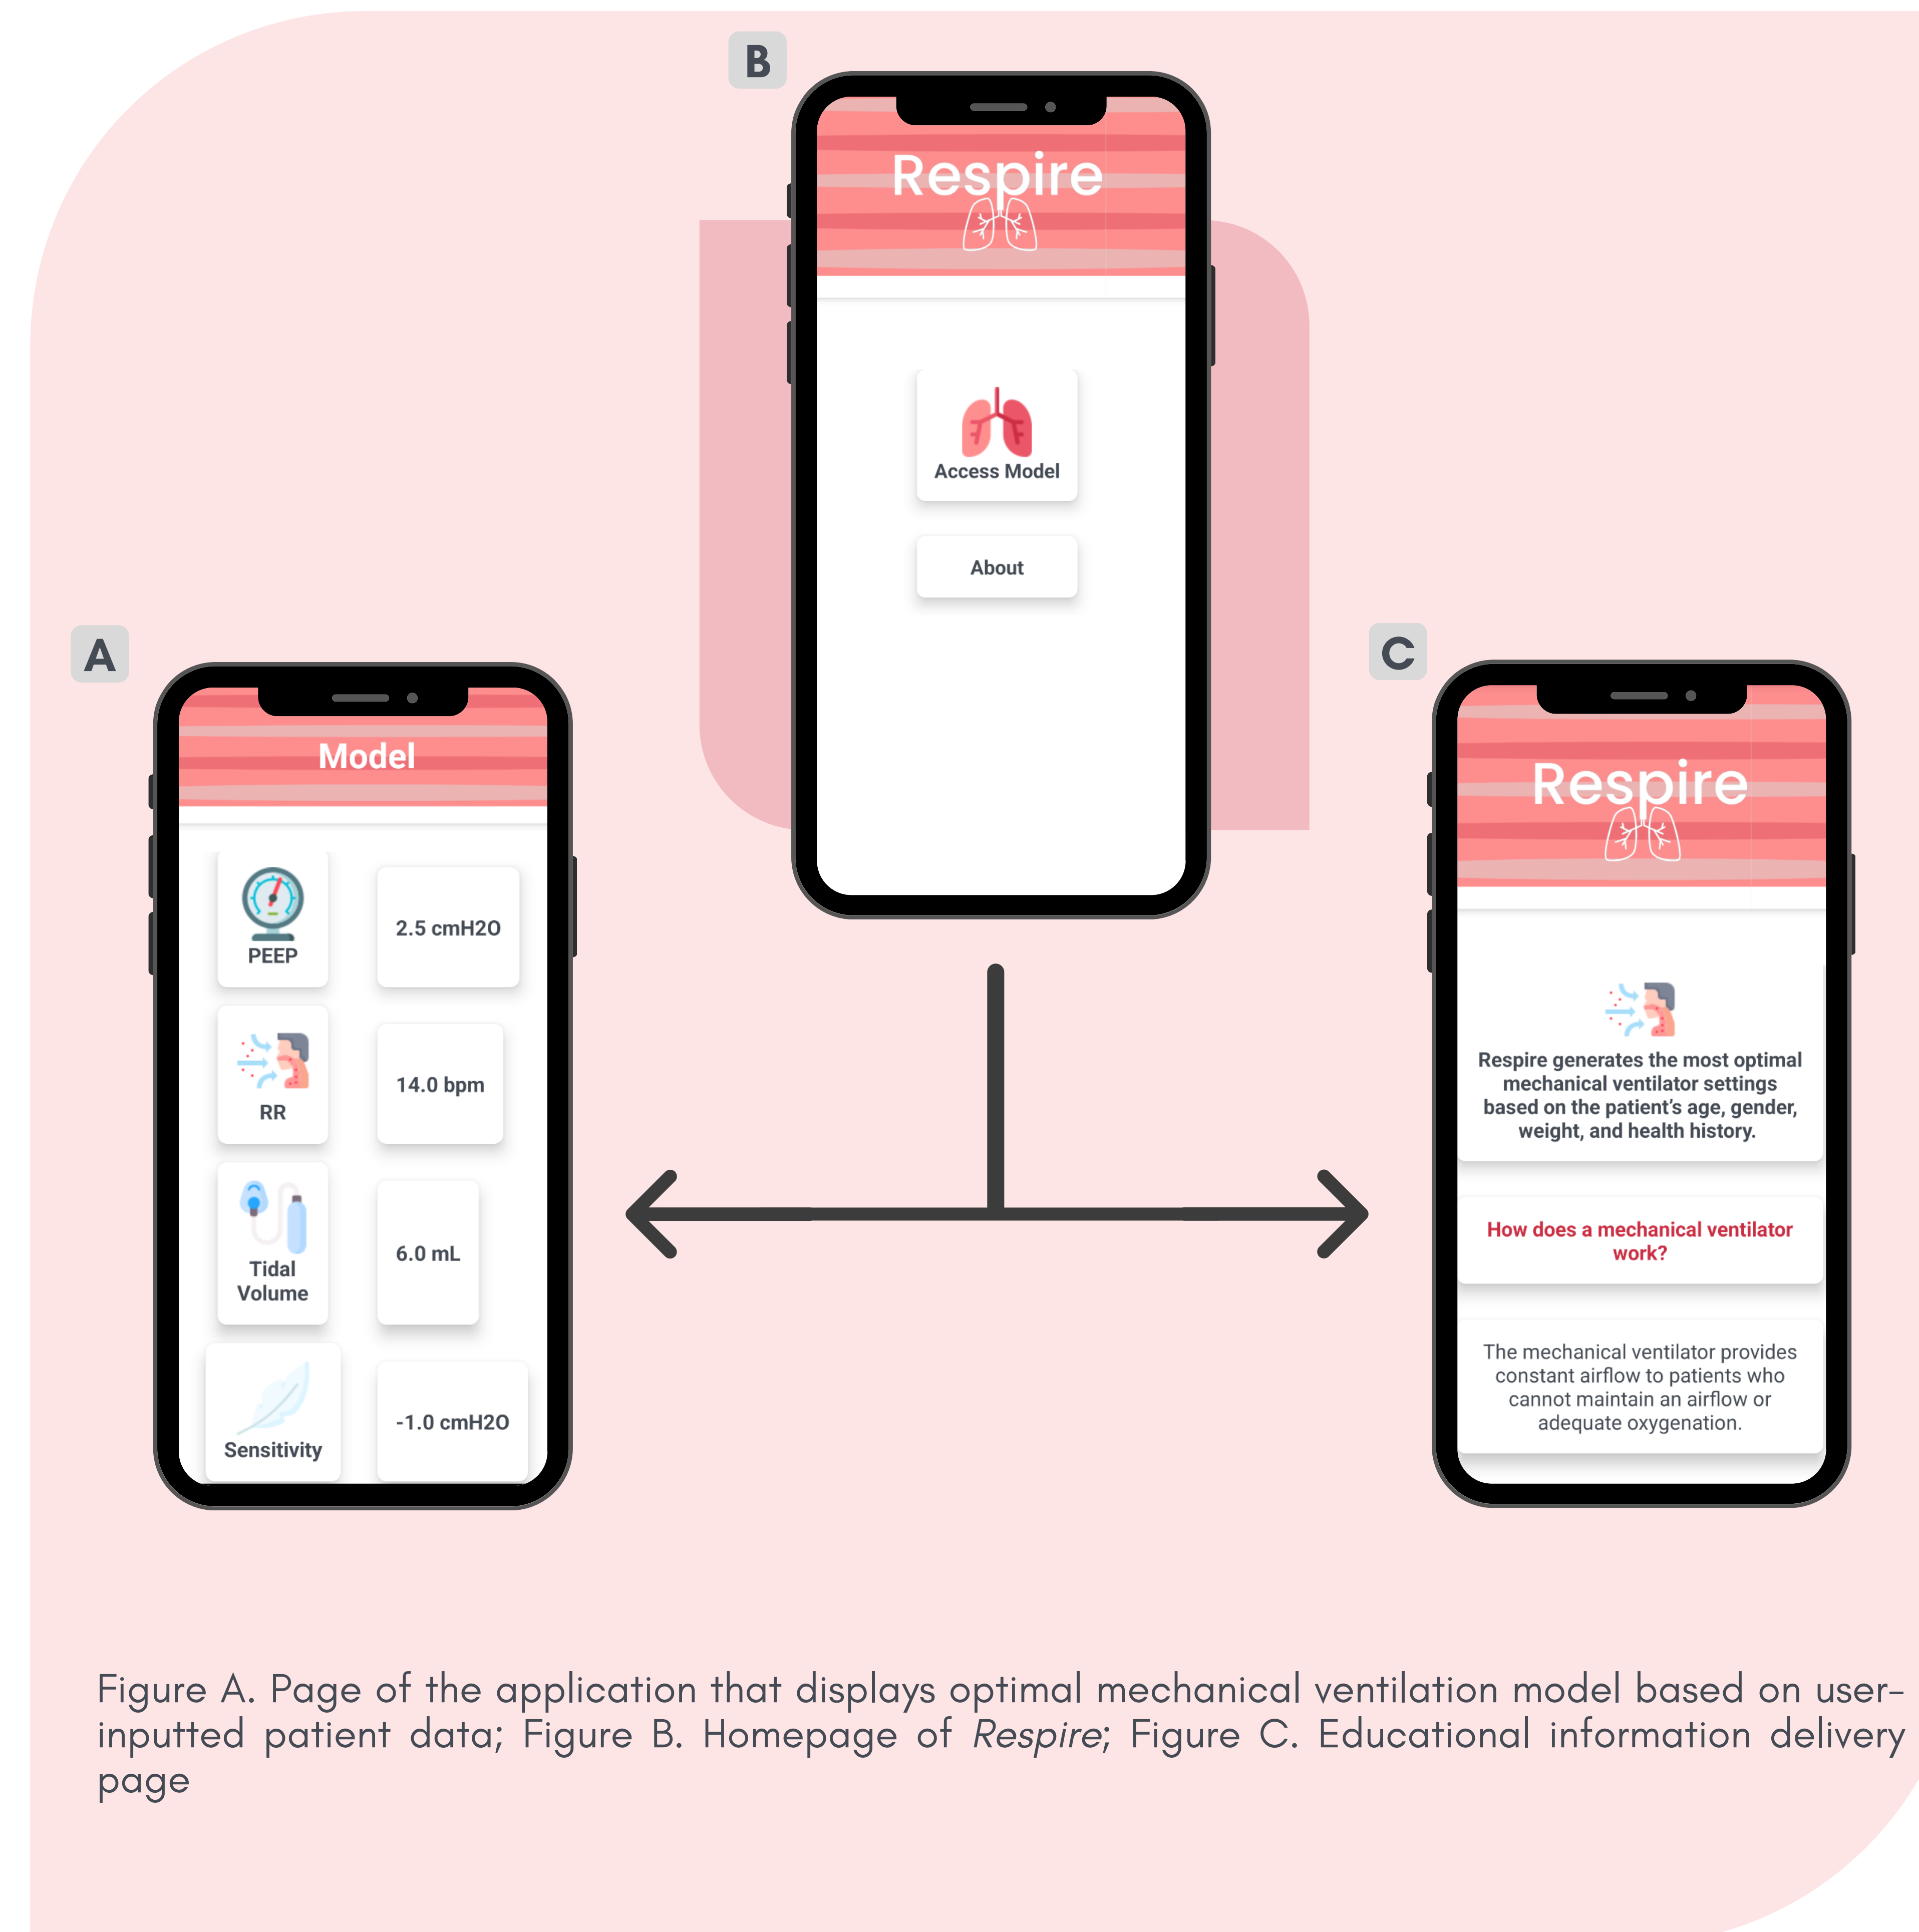 B
Respire
Access Model
About
A
Model
PEEP
2.5 cmH2O
RR
14.0 bpm
Tidal
Volume
6.0 mL
Sensitivity
-1.0 cmH2O
C
Respire
Respire generates the most optimal
mechanical ventilator settings
based on the patient’s age, gender,
weight, and health history.
How does a mechanical ventilator
work?
The mechanical ventilator provides
constant airflow to patients who
cannot maintain an airflow or
adequate oxygenation.
Figure A. Page of the application that displays optimal mechanical ventilation model based on user-
inputted patient data; Figure B. Homepage of Respire; Figure C. Educational information delivery
page